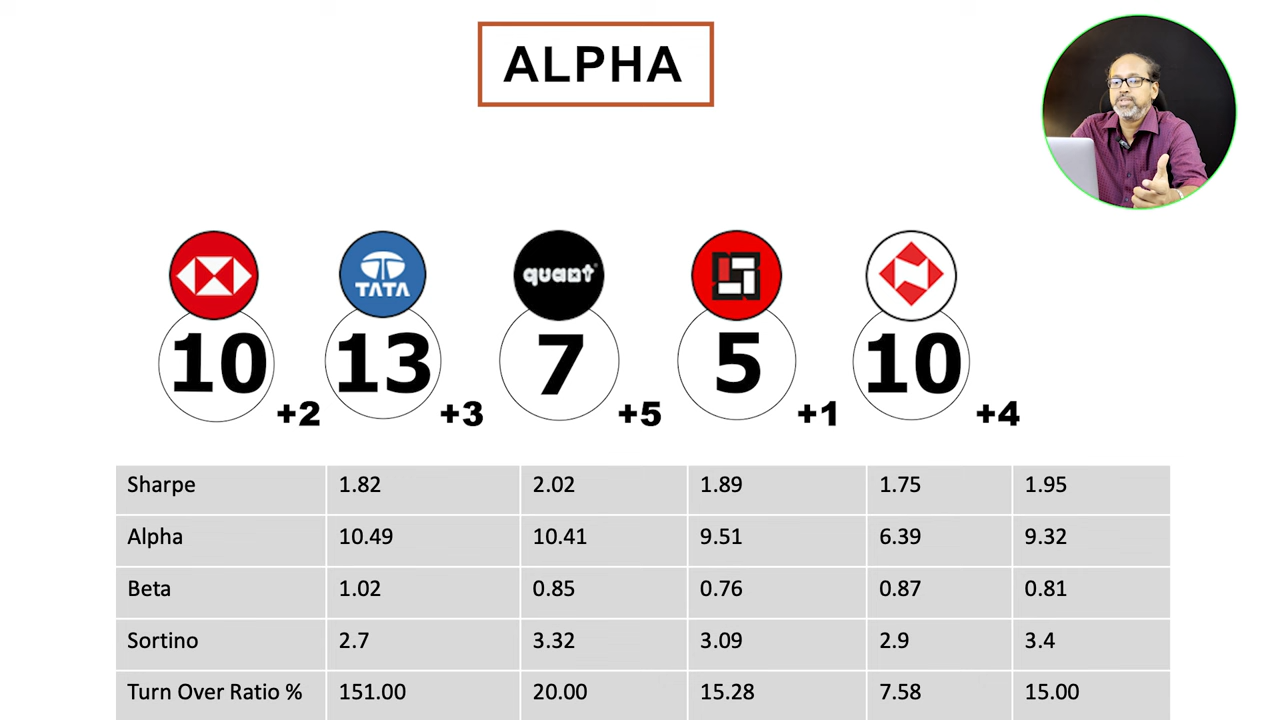 ALPHA
TATA
quant
10 13 7 5 10
+2 +3 +5 +1 +4
Sharpe 1.82 2.02 1.89 1.75 1.95
Alpha 10.49 10.41 9.51 6.39 9.32
Beta 1.02 0.85 0.76 0.87 0.81
Sortino 2.7 3.32 3.09 2.9 3.4
Turn Over Ratio % 151.00 20.00 15.28 7.58 15.00